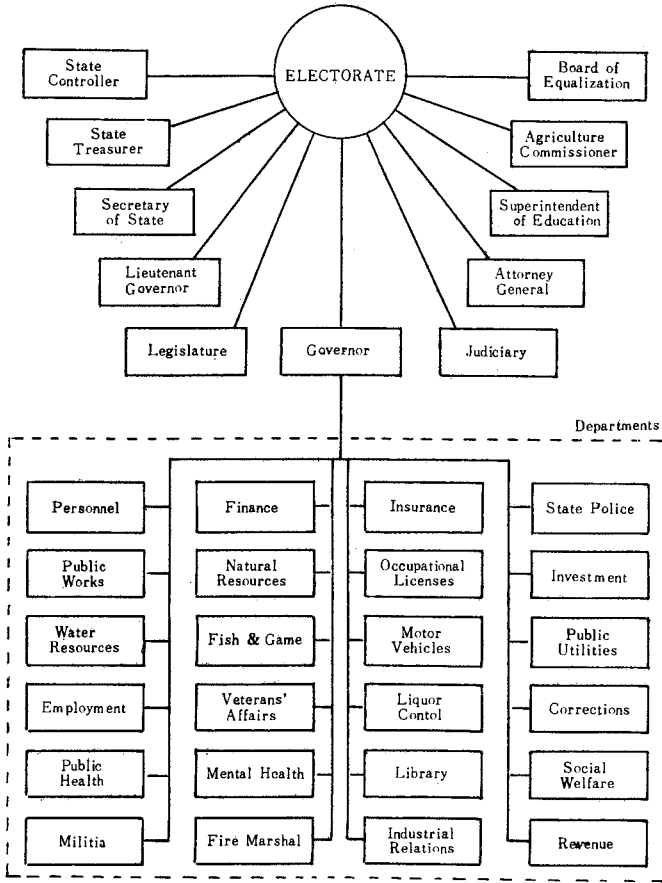 ELECTORATE
State
Controller
Board of
Equalization
State
Treasurer
Agriculture
Commissioner
Secretary
of State
Superintendent
of Education
Lieutenant
Governor
Attorney
General
Legislature
Governor
Judiciary
Departments
Personnel
Finance
Insurance
State Police
Public
Works
Natural
Resources
Occupational
Licenses
Investment
Water
Resources
Fish & Game
Motor
Vehicles
Public
Utilities
Employment
Veterans'
Affairs
Liquor
Contol
Corrections
Public
Health
Mental Health
Library
Social
Welfare
Militia
Fire Marshal
Industrial
Relations
Revenue